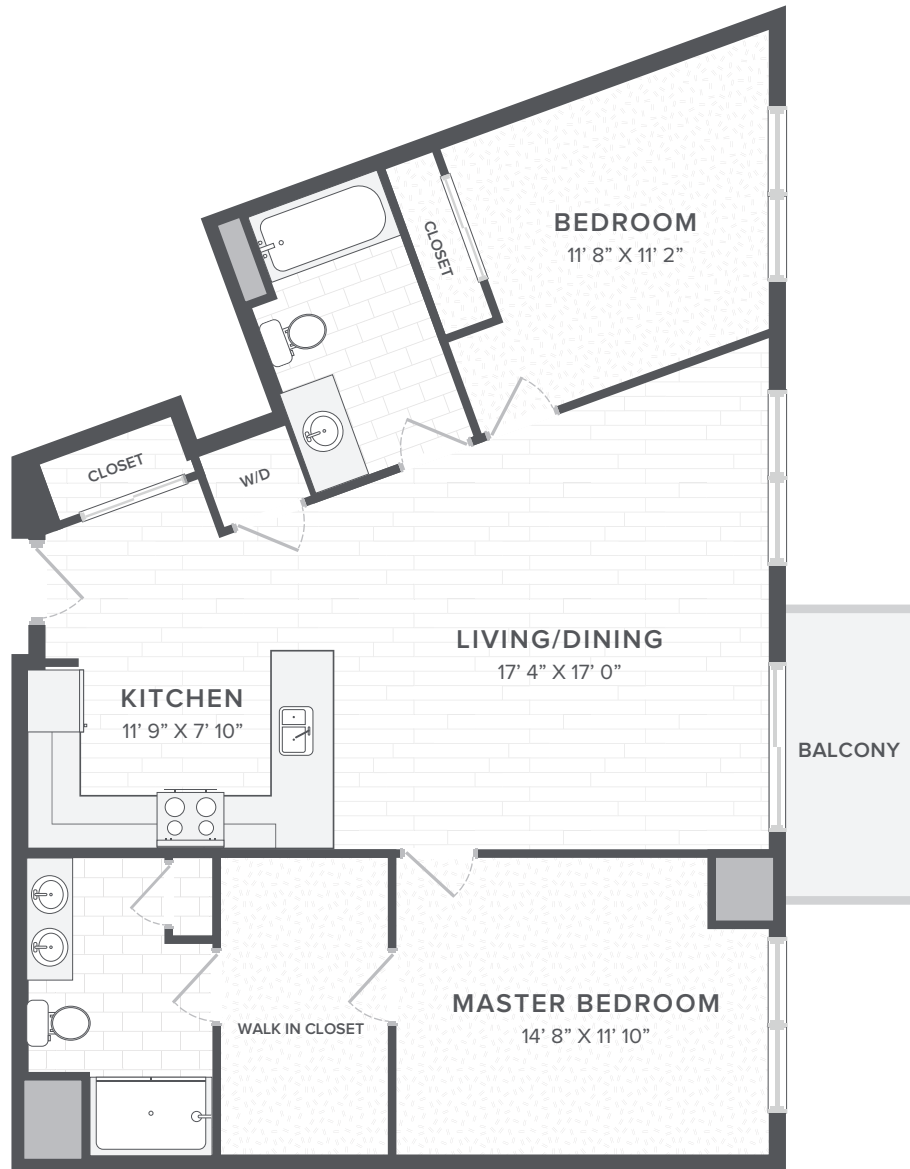 BEDROOM
11’ 8” X 11’ 2”
CLOSET
CLOSET
W/D
LIVING/DINING
17’ 4” X 17’ 0”
KITCHEN
11’ 9” X 7’ 10”
BALCONY
MASTER BEDROOM
14’ 8” X 11’ 10”
WALK IN CLOSET